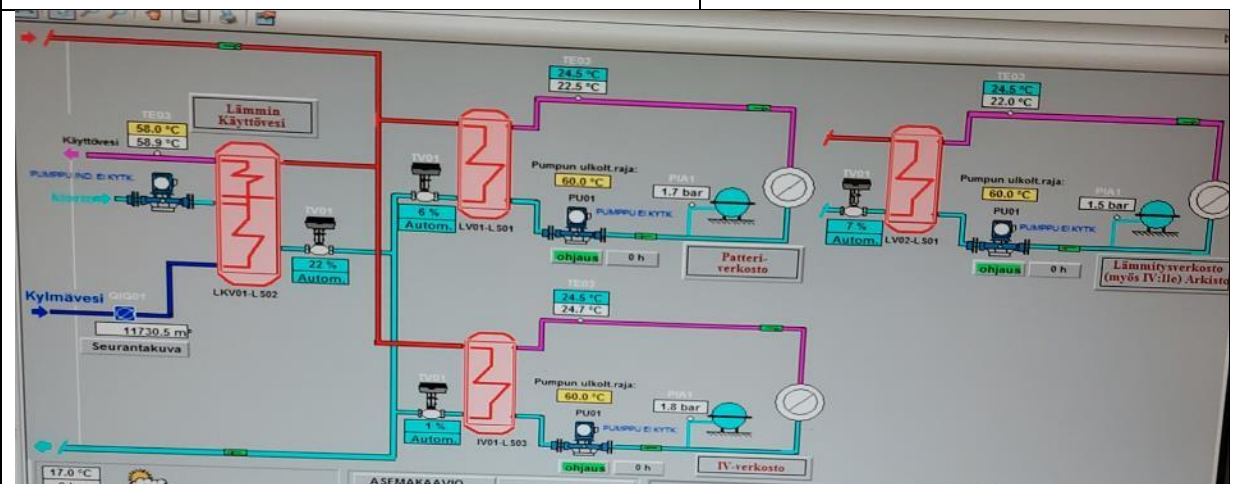 Lämmin
Käyttövesi
TE03
58.0 °C
58.9 °C
Käyttövesi
PUMPPU IND. EI KYTK.
PU01
TV01
22 %
Autom.
LKV01-LS02
Kylmävesi
QIQ01
11730.5 m³
Seurantakuva
17.0 °C
TE03
24.5 °C
22.5 °C
TV01
6 %
Autom.
LV01-LS01
Pumpun ulkolt.raja:
60.0 °C
PU01
PUMPPU EI KYTK.
ohjaus
0 h
PIA1
1.7 bar
Patteri-
verkosto
TE03
24.5 °C
24.7 °C
TV01
1 %
Autom.
IV01-LS03
Pumpun ulkolt.raja:
60.0 °C
PU01
PUMPPU EI KYTK.
ohjaus
0 h
PIA1
1.8 bar
IV-verkosto
ASEMAKAAVIO
TE03
24.5 °C
22.0 °C
TV01
7 %
Autom.
LV02-LS01
Pumpun ulkolt.raja:
60.0 °C
PU01
PUMPPU EI KYTK.
ohjaus
0 h
PIA1
1.5 bar
Lämmitysverkosto
(myös IV:lle) Arkisto